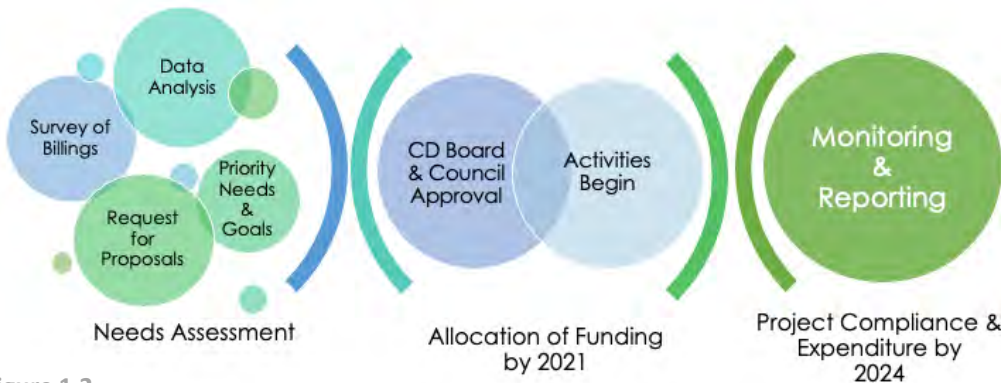 Data
Analysis
Survey of
Billings
Priority
Needs
&
Goals
Request
for
Proposals
Needs Assessment
CD Board
& Council
Approval
Activities
Begin
Allocation of Funding
by 2021
Monitoring
&
Reporting
Project Compliance &
Expenditure by
2024